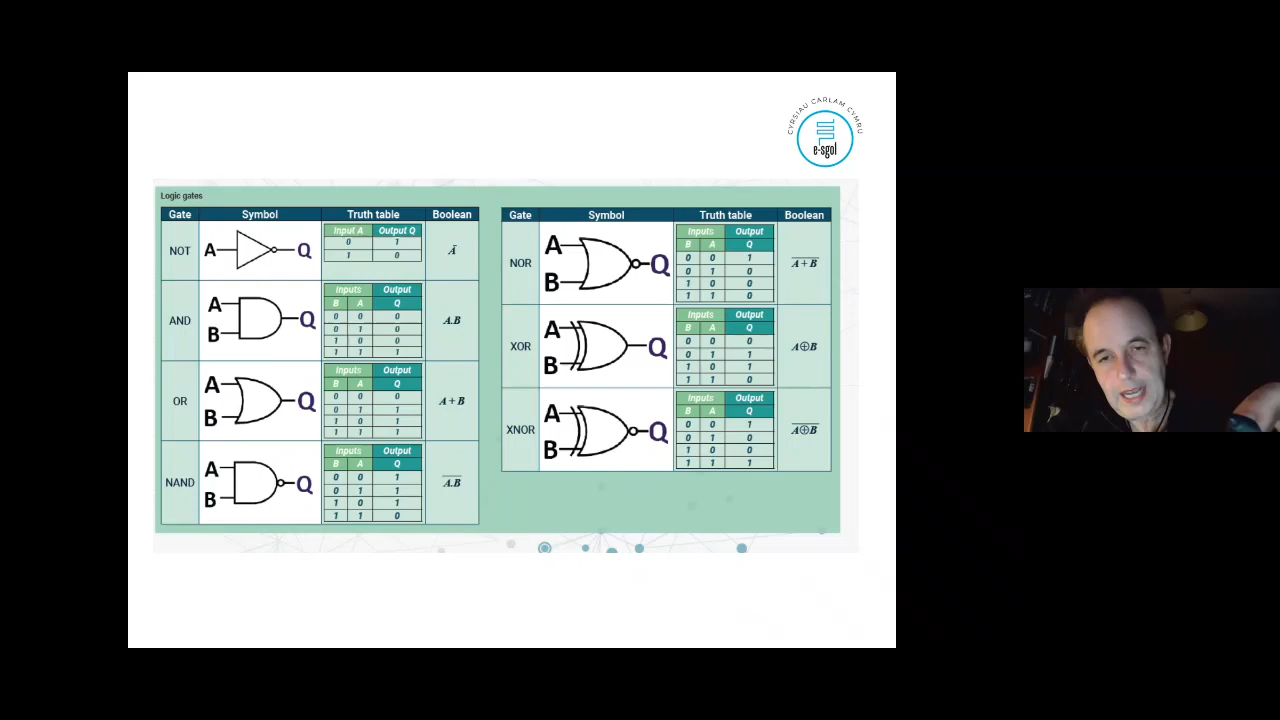 CYRSIAU CARLAM CYMRU
e-sgol
Logic gates
Gate Symbol Truth table Boolean
NOT A Q
Input A Output Q
0 1
1 0
Ā
AND A B Q
Inputs Output
B A Q
0 0 0
0 1 0
1 0 0
1 1 1
A.B
OR A B Q
Inputs Output
B A Q
0 0 0
0 1 1
1 0 1
1 1 1
A + B
NAND A B Q
Inputs Output
B A Q
0 0 1
0 1 1
1 0 1
1 1 0
A̅.̅B̅
Gate Symbol Truth table Boolean
NOR A B Q
Inputs Output
B A Q
0 0 1
0 1 0
1 0 0
1 1 0
A̅ ̅+̅ ̅B̅
XOR A B Q
Inputs Output
B A Q
0 0 0
0 1 1
1 0 1
1 1 0
A⊕B
XNOR A B Q
Inputs Output
B A Q
0 0 1
0 1 0
1 0 0
1 1 1
A̅⊕̅B̅